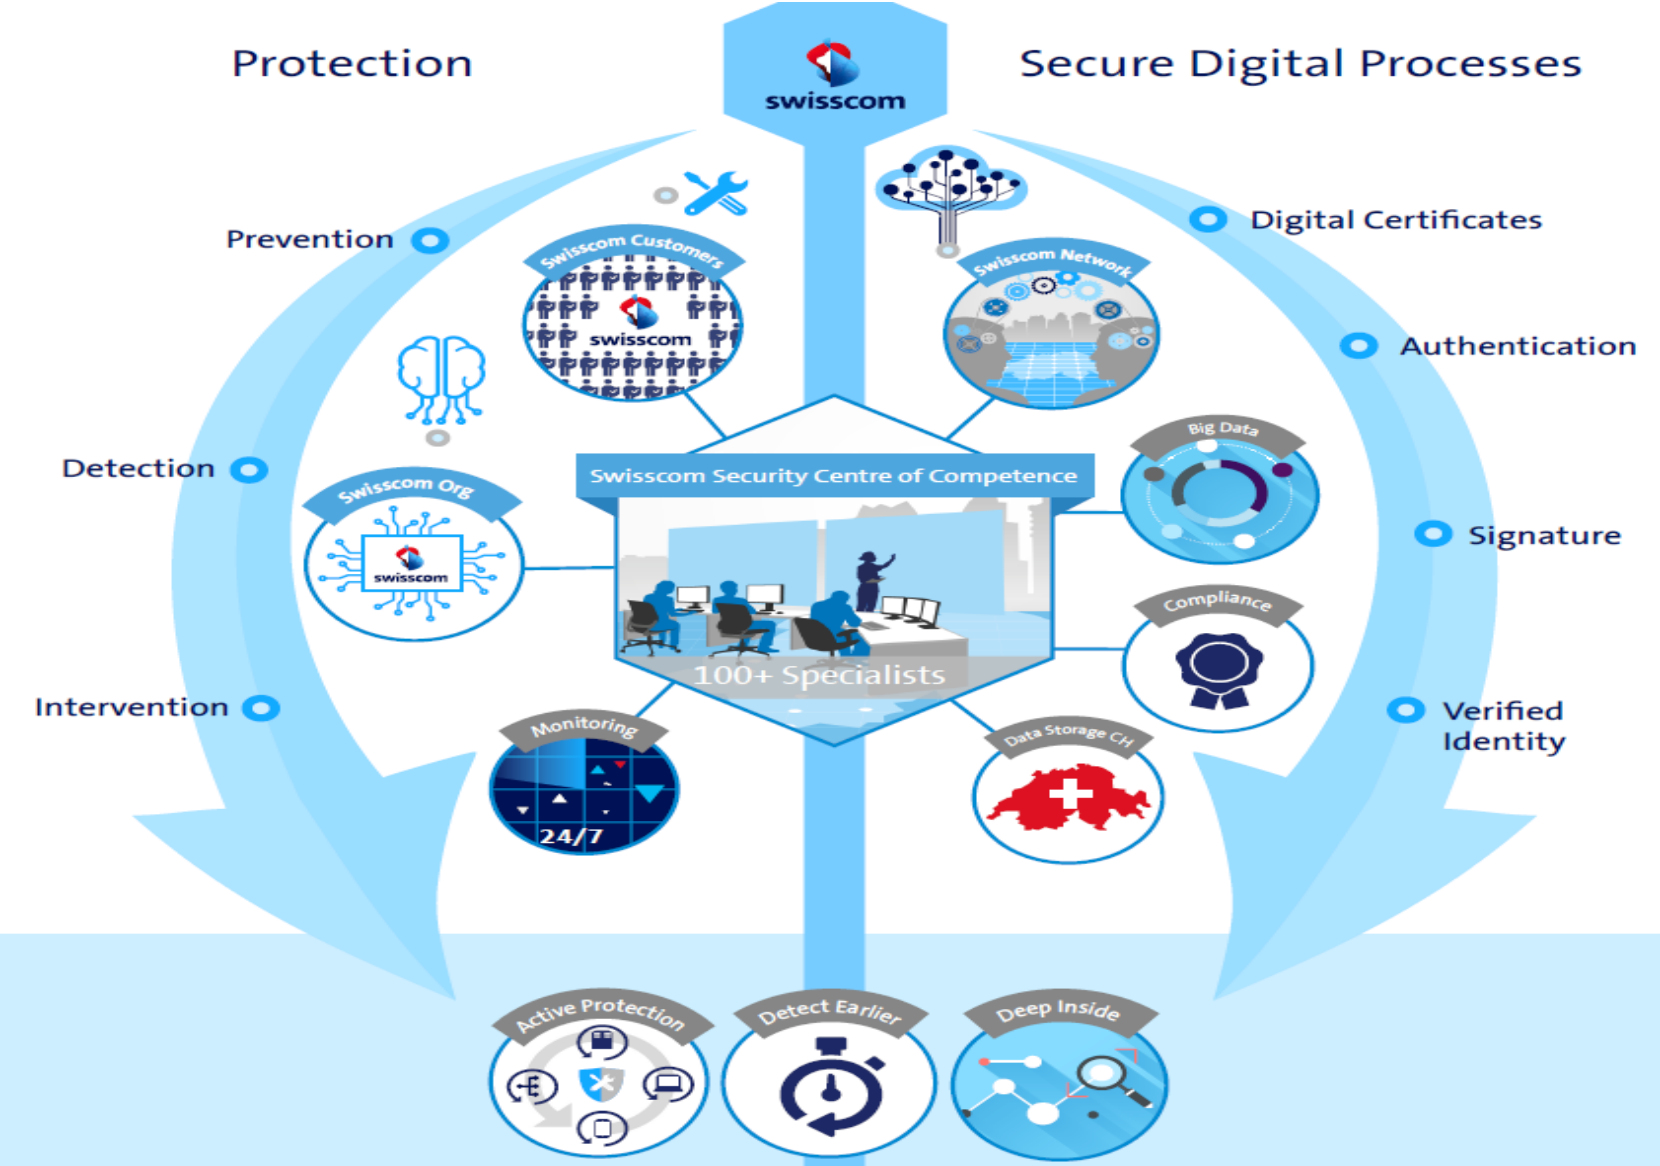 Protection
swisscom
Secure Digital Processes
Prevention
Detection
Intervention
Digital Certificates
Authentication
Signature
Verified
Identity
Swisscom Customers
swisscom
Swisscom Network
Swisscom Org
swisscom
Swisscom Security Centre of Competence
100+ Specialists
Big Data
Compliance
Data Storage CH
Monitoring
24/7
Active Protection
Detect Earlier
Deep Inside